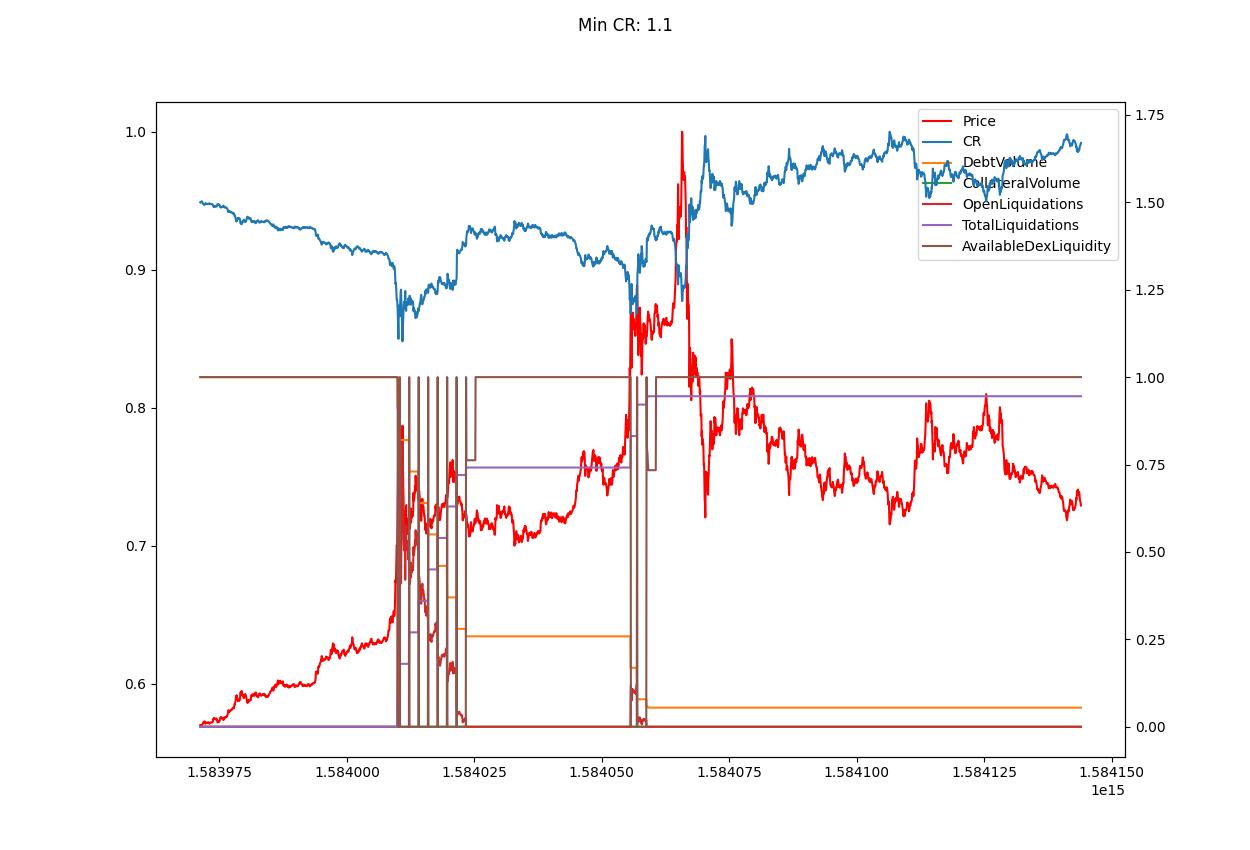 Min CR: 1.1
1.0
0.9
0.8
0.7
0.6
1.75
1.50
1.25
1.00
0.75
0.50
0.25
0.00
Price
CR
DebtVolume
CollateralVolume
OpenLiquidations
TotalLiquidations
AvailableDexLiquidity
1.583975 1.584000 1.584025 1.584050 1.584075 1.584100 1.584125 1.584150
1e15